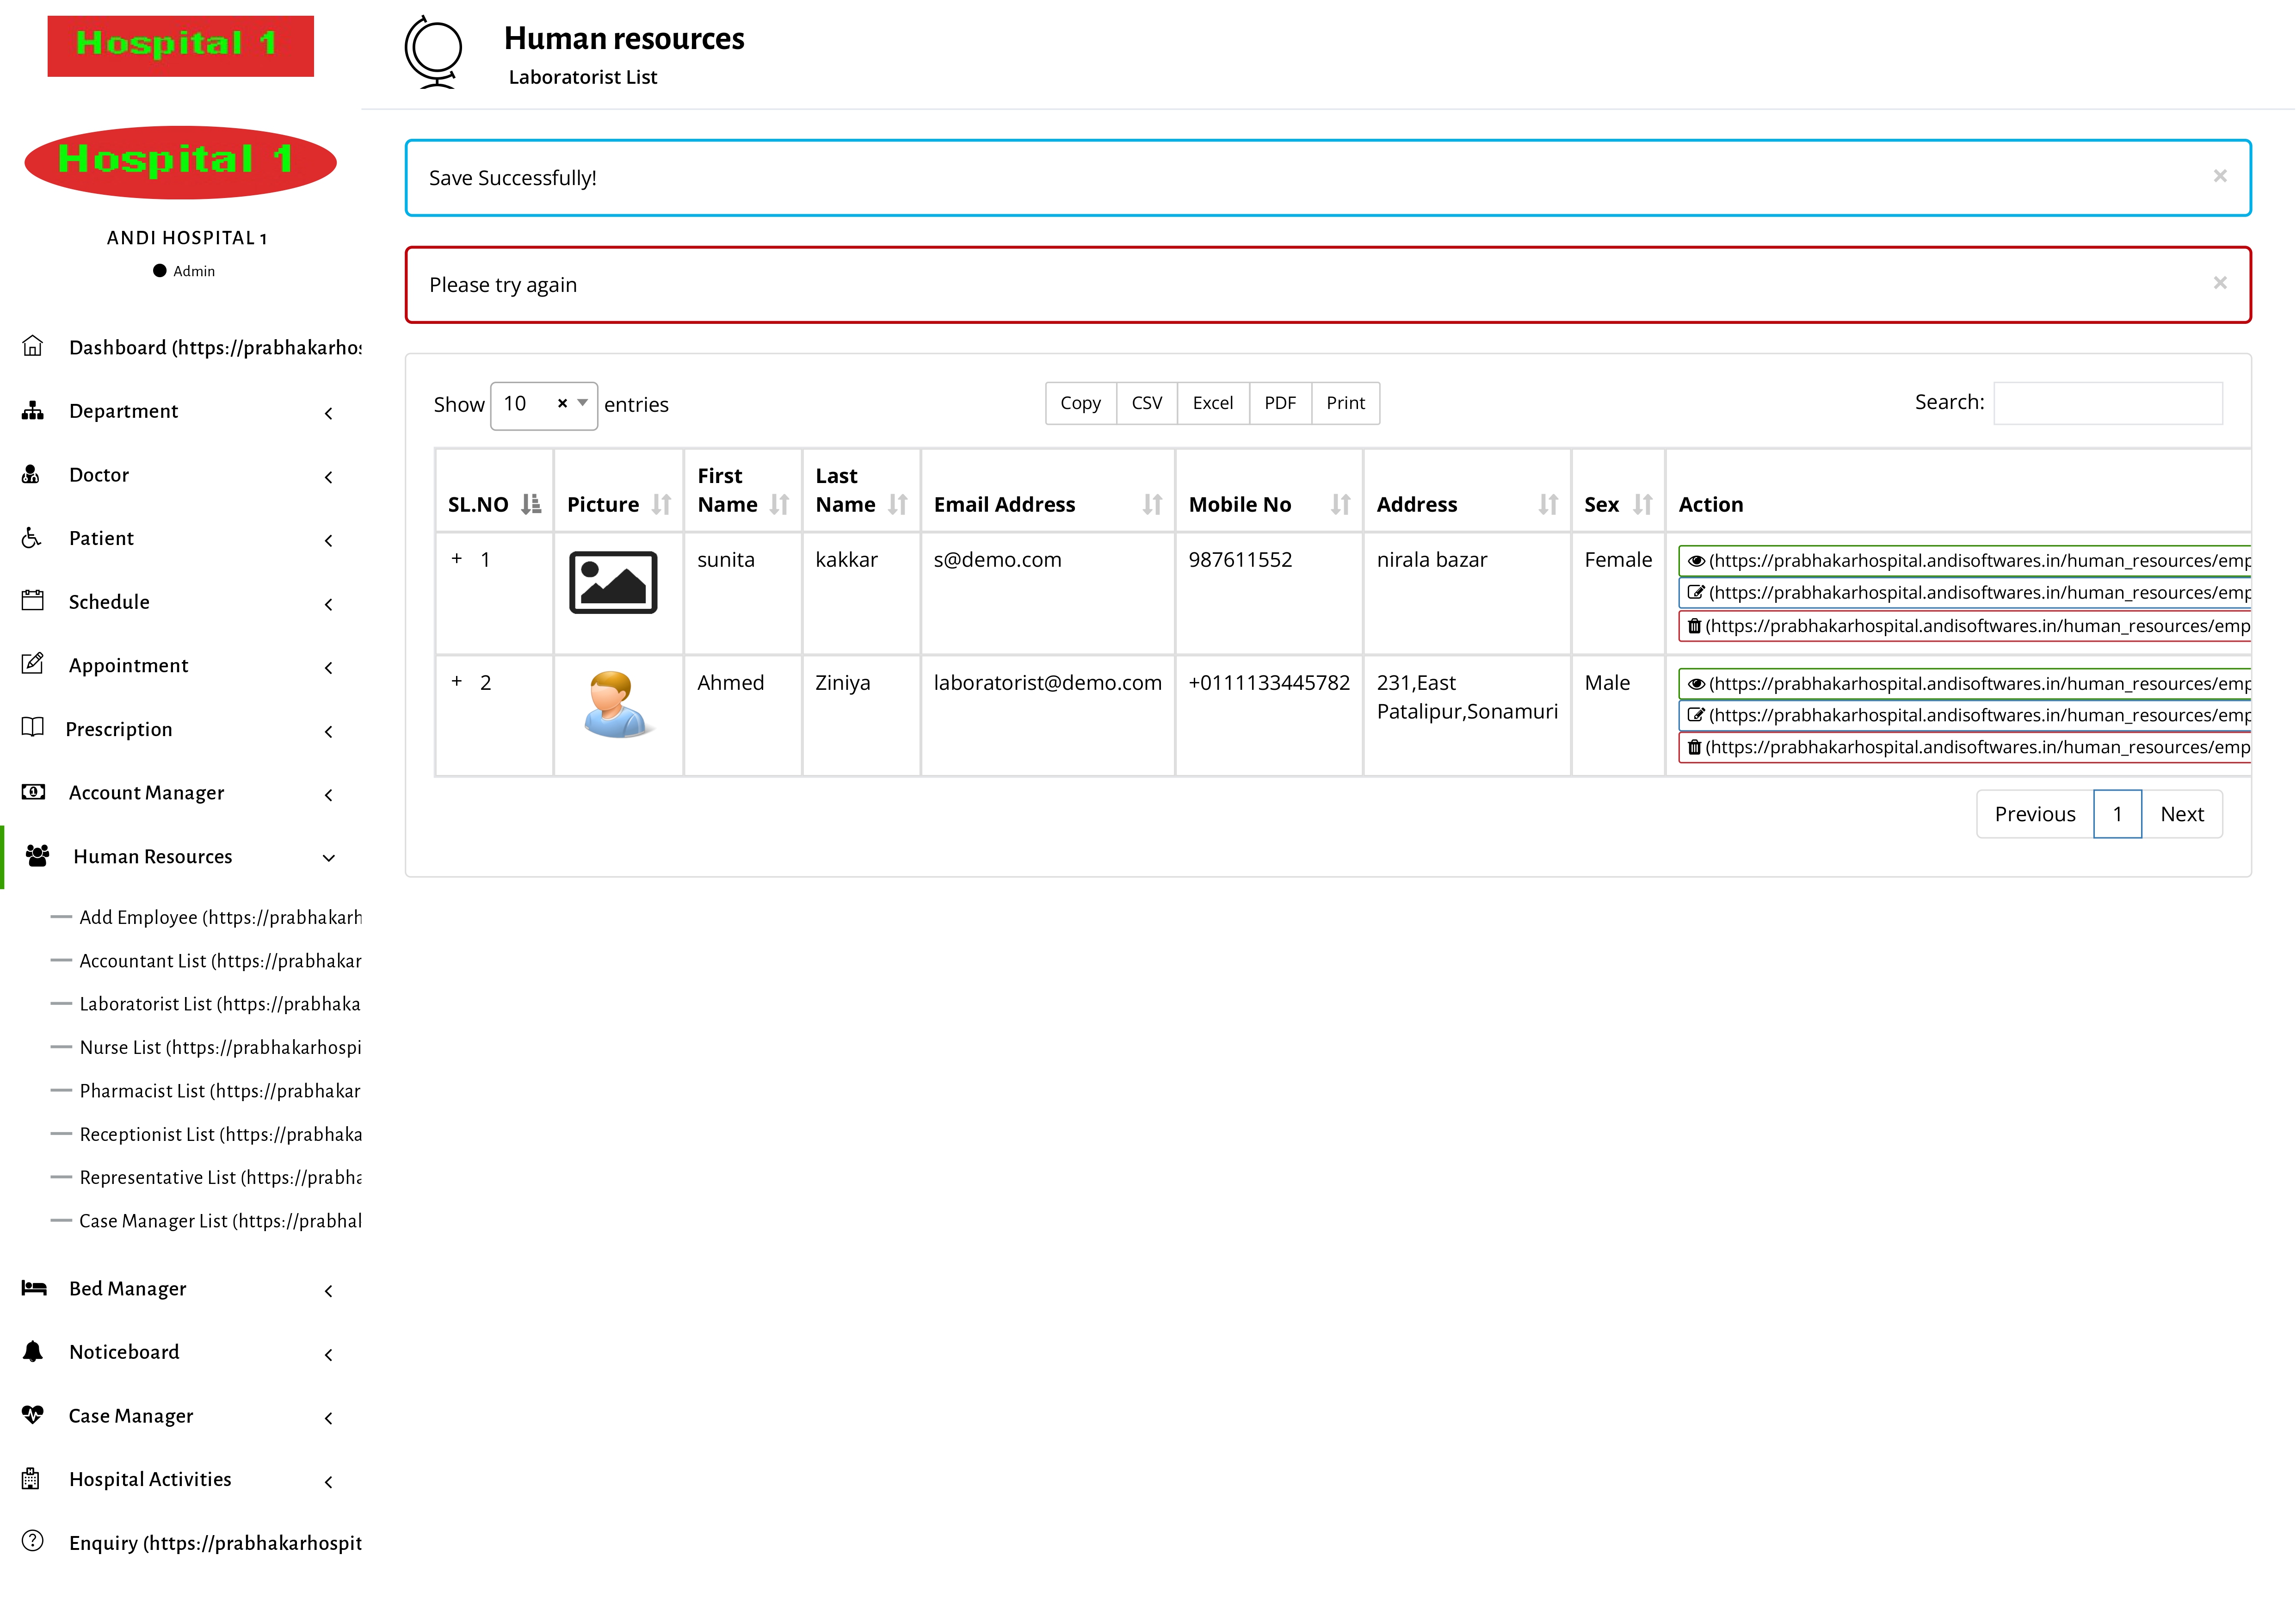 Hospital 1
Hospital 1
ANDI HOSPITAL 1
Admin
Dashboard (https://prabhakarhos
Department
Doctor
Patient
Schedule
Appointment
Prescription
Account Manager
Human Resources
Add Employee (https://prabhakarh
Accountant List (https://prabhakar
Laboratorist List (https://prabhaka
Nurse List (https://prabhakarhospi
Pharmacist List (https://prabhakar
Receptionist List (https://prabhaka
Representative List (https://prabha
Case Manager List (https://prabhal
Bed Manager
Noticeboard
Case Manager
Hospital Activities
Enquiry (https://prabhakarhospit
Human resources
Laboratorist List
Save Successfully! ×
Please try again ×
Show 10 × entries Copy CSV Excel PDF Print Search:
SL.NO Picture First Name Last Name Email Address Mobile No Address Sex Action
+ 1 sunita kakkar s@demo.com 987611552 nirala bazar Female (https://prabhakarhospital.andisoftwares.in/human_resources/emp
(https://prabhakarhospital.andisoftwares.in/human_resources/emp
(https://prabhakarhospital.andisoftwares.in/human_resources/emp
+ 2 Ahmed Ziniya laboratorist@demo.com +0111133445782 231,East Male (https://prabhakarhospital.andisoftwares.in/human_resources/emp
Patalipur,Sonamuri (https://prabhakarhospital.andisoftwares.in/human_resources/emp
(https://prabhakarhospital.andisoftwares.in/human_resources/emp
Previous 1 Next